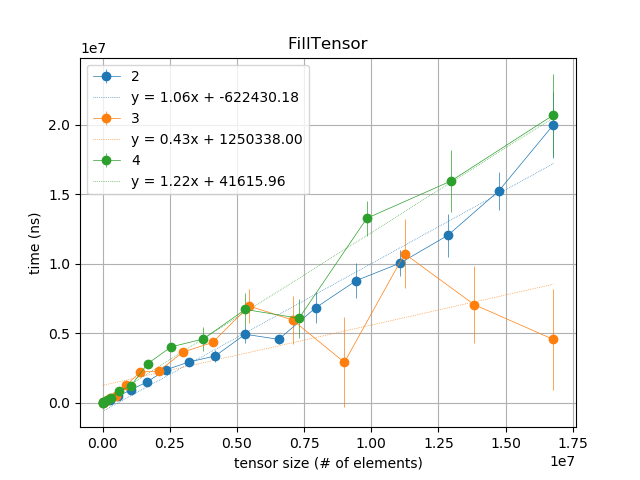 FillTensor
1e7
2
y = 1.06x + -622430.18
3
y = 0.43x + 1250338.00
4
y = 1.22x + 41615.96
time (ns)
2.0
1.5
1.0
0.5
0.0
0.00 0.25 0.50 0.75 1.00 1.25 1.50 1.75
tensor size (# of elements)
1e7